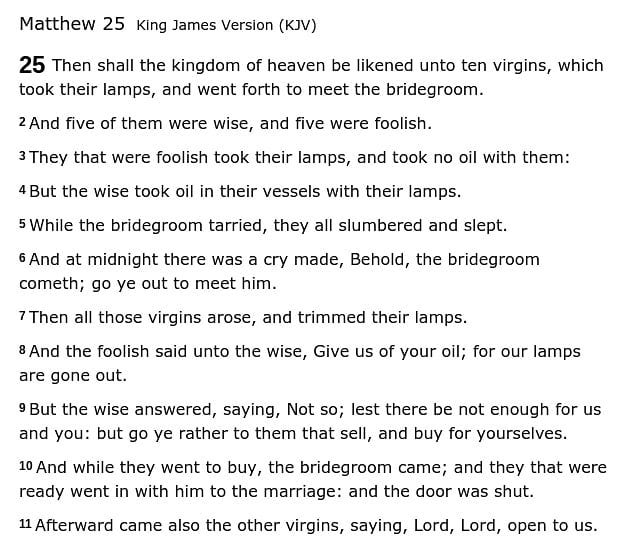 Matthew 25 King James Version (KJV)
25 Then shall the kingdom of heaven be likened unto ten virgins, which
took their lamps, and went forth to meet the bridegroom.
2 And five of them were wise, and five were foolish.
3 They that were foolish took their lamps, and took no oil with them:
4 But the wise took oil in their vessels with their lamps.
5 While the bridegroom tarried, they all slumbered and slept.
6 And at midnight there was a cry made, Behold, the bridegroom
cometh; go ye out to meet him.
7 Then all those virgins arose, and trimmed their lamps.
8 And the foolish said unto the wise, Give us of your oil; for our lamps
are gone out.
9 But the wise answered, saying, Not so; lest there be not enough for us
and you: but go ye rather to them that sell, and buy for yourselves.
10 And while they went to buy, the bridegroom came; and they that were
ready went in with him to the marriage: and the door was shut.
11 Afterward came also the other virgins, saying, Lord, Lord, open to us.